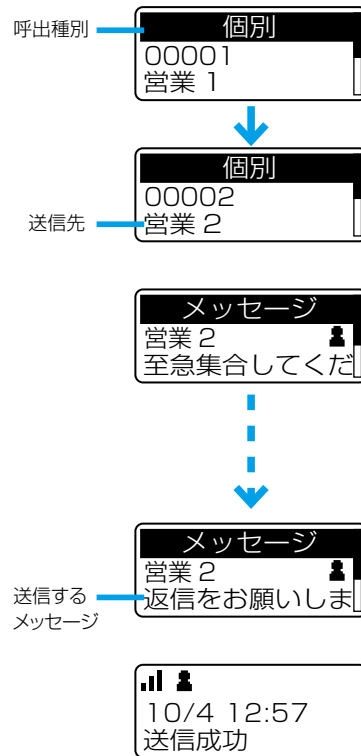 呼出種別
個別
00001
営業 1
個別
00002
送信先
営業 2
メッセージ
営業 2
至急集合してくだ
メッセージ
営業 2
送信する
メッセージ
返信をお願いしま
10/4 12:57
送信成功